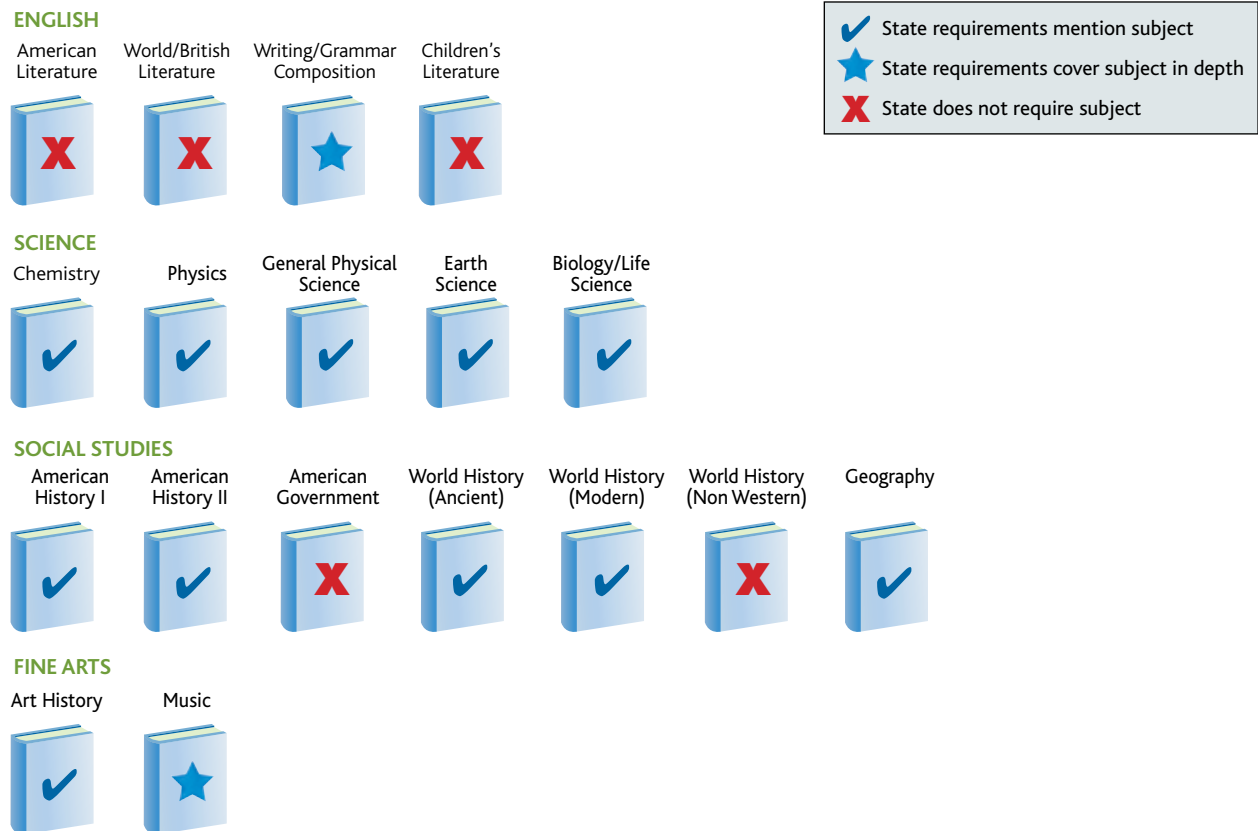 ENGLISH
American
Literature
World/British
Literature
Writing/Grammar
Composition
Children's
Literature
State requirements mention subject
State requirements cover subject in depth
State does not require subject
SCIENCE
Chemistry
Physics
General Physical
Science
Earth
Science
Biology/Life
Science
SOCIAL STUDIES
American
History I
American
History II
American
Government
World History
(Ancient)
World History
(Modern)
World History
(Non Western)
Geography
FINE ARTS
Art History
Music